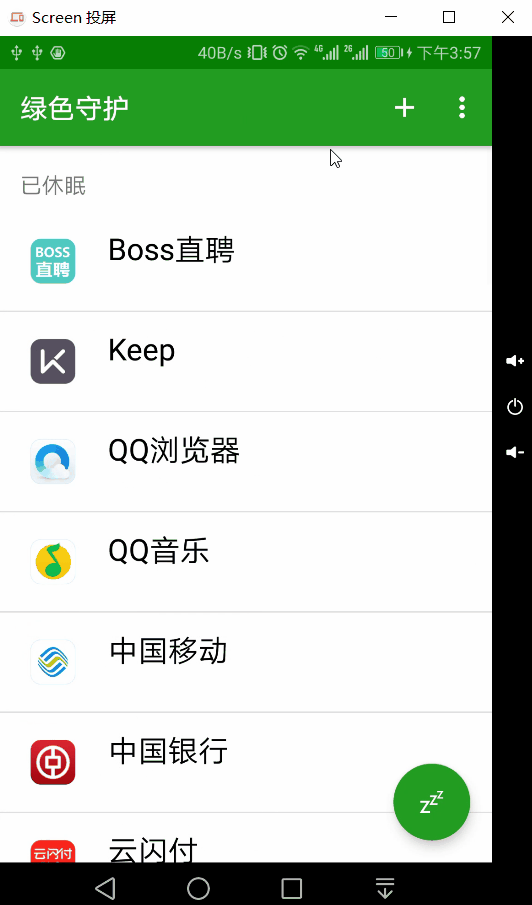 Screen 投屏
40B/s 4G 2G 50 下午3:57
绿色守护
已休眠
BOSS
直聘
Boss直聘
Keep
QQ浏览器
QQ音乐
中国移动
中国银行
zzz
云闪付
云闪付